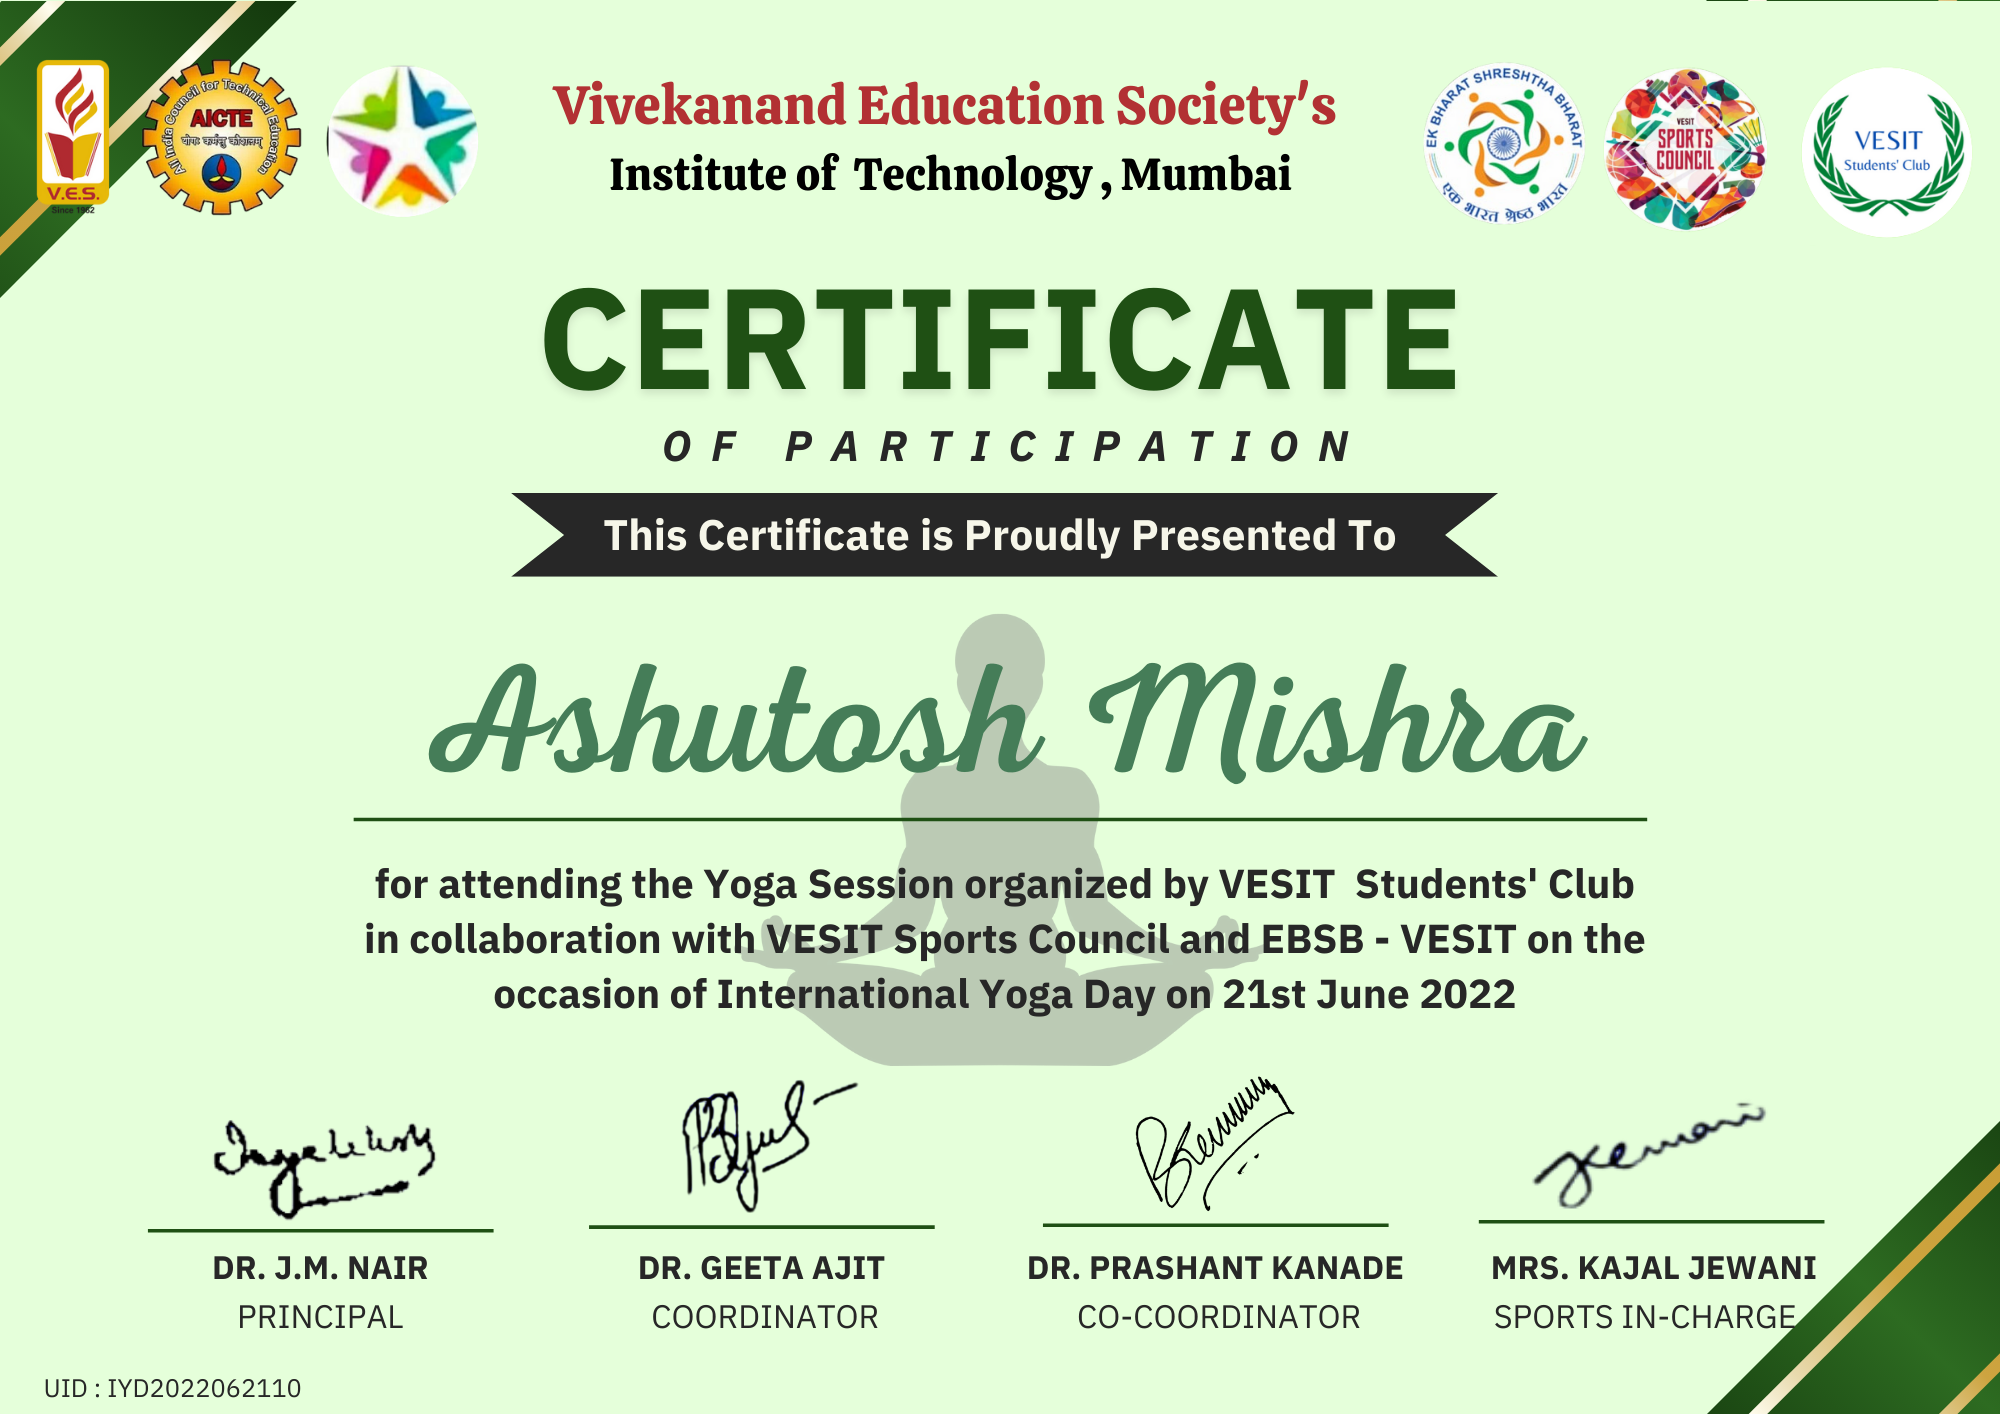 V.E.S.
Since 1962
All India Council for Technical Education
AICTE
योगः कर्मसु कौशलम्
Vivekanand Education Society's
Institute of Technology , Mumbai
EK BHARAT SHRESHTHA BHARAT
एक भारत श्रेष्ठ भारत
VESIT
SPORTS
COUNCIL
VESIT
Students' Club
CERTIFICATE
OF PARTICIPATION
This Certificate is Proudly Presented To
Ashutosh Mishra
for attending the Yoga Session organized by VESIT Students' Club
in collaboration with VESIT Sports Council and EBSB - VESIT on the
occasion of International Yoga Day on 21st June 2022
DR. J.M. NAIR
PRINCIPAL
DR. GEETA AJIT
COORDINATOR
DR. PRASHANT KANADE
CO-COORDINATOR
MRS. KAJAL JEWANI
SPORTS IN-CHARGE
UID : IYD2022062110